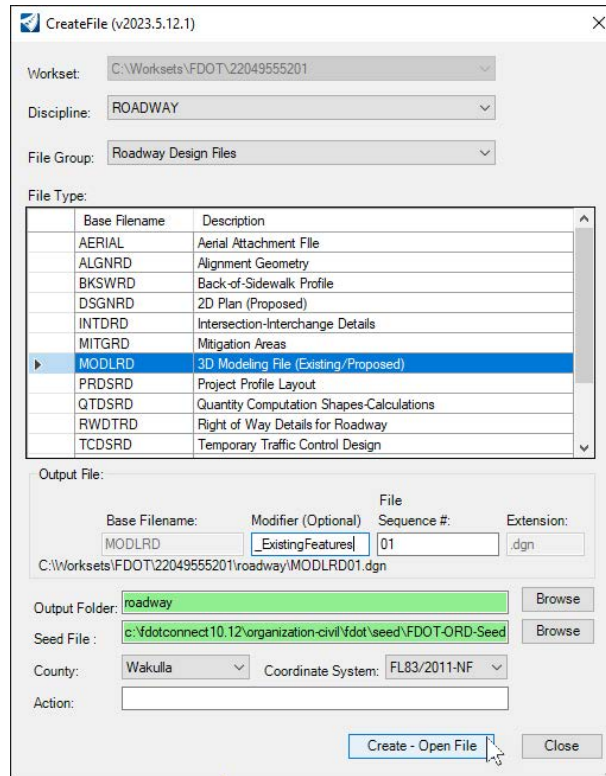 CreateFile (v2023.5.12.1)
Workset: C:\Worksets\FDOT\22049555201
Discipline: ROADWAY
File Group: Roadway Design Files
File Type:
Base Filename Description
AERIAL Aerial Attachment FIle
ALGNRD Alignment Geometry
BKSWRD Back-of-Sidewalk Profile
DSGNRD 2D Plan (Proposed)
INTDRD Intersection-Interchange Details
MITGRD Mitigation Areas
MODLRD 3D Modeling File (Existing/Proposed)
PRDSRD Project Profile Layout
QTDSRD Quantity Computation Shapes-Calculations
RWDTRD Right of Way Details for Roadway
TCDSRD Temporary Traffic Control Design
Output File:
File
Base Filename: Modifier (Optional) Sequence #: Extension:
MODLRD _ExistingFeatures 01 .dgn
C:\Worksets\FDOT\22049555201\roadway\MODLRD01.dgn
Output Folder: roadway Browse
Seed File : c:\fdotconnect10.12\organization-civil\fdot\seed\FDOT-ORD-Seed Browse
County: Wakulla Coordinate System: FL83/2011-NF
Action:
Create - Open File Close